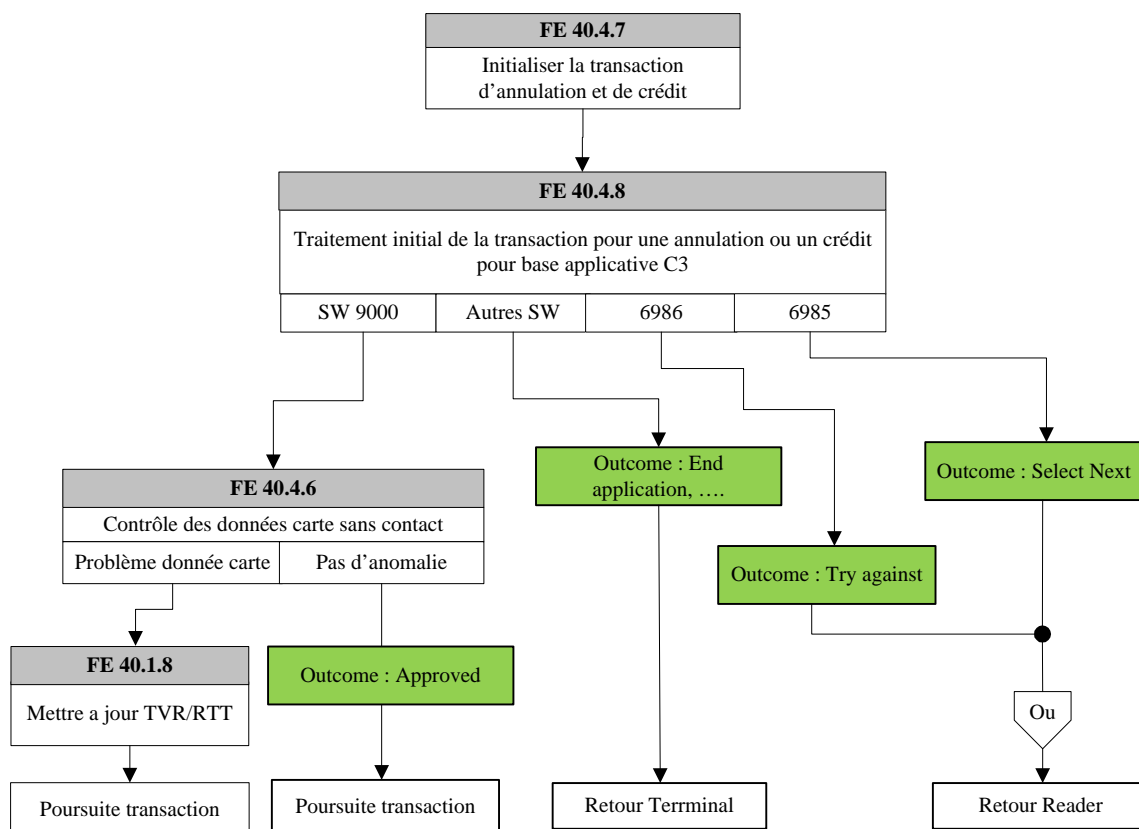 FE 40.4.7
Initialiser la transaction
d’annulation et de crédit
FE 40.4.8
Traitement initial de la transaction pour une annulation ou un crédit
pour base applicative C3
SW 9000
Autres SW
6986
6985
Outcome : End
application, ….
Outcome : Select Next
FE 40.4.6
Contrôle des données carte sans contact
Problème donnée carte
Pas d’anomalie
Outcome : Try against
FE 40.1.8
Mettre a jour TVR/RTT
Outcome : Approved
Ou
Poursuite transaction
Poursuite transaction
Retour Terrminal
Retour Reader